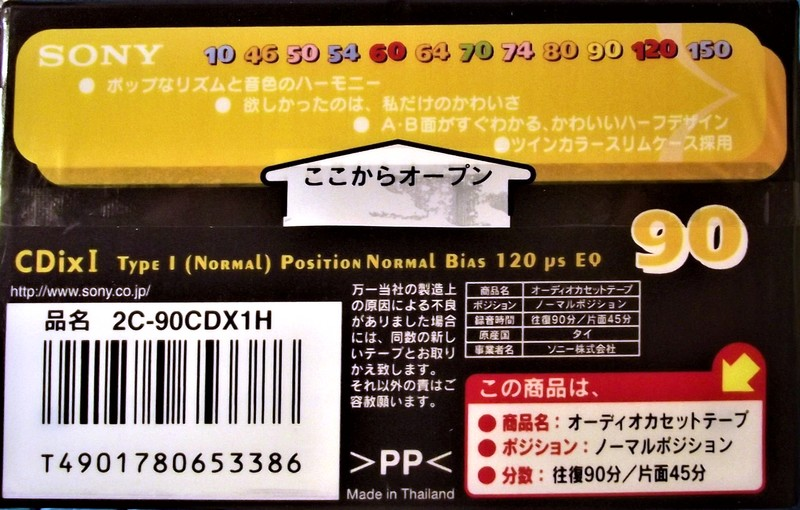 SONY 10 46 50 54 60 64 70 74 80 90 120 150
● ポップなリズムと音色のハーモニー
● 欲しかったのは、私だけのかわいさ
● A・B面がすぐわかる、かわいいハーフデザイン
●ツインカラースリムケース採用
ここからオープン
90
CDixI Type I (Normal) Position Normal Bias 120 µs EQ
http://www.sony.co.jp/
品名 2C-90CDX1H
T4901780653386
万一当社の製造上
の原因による不良
がありました場合
には、同数の新し
いテープとお取り
かえ致します。
それ以外の責はご
容赦願います。
>PP<
Made in Thailand
商品名 オーディオカセットテープ
ポジション ノーマルポジション
録音時間 往復90分／片面45分
原産国 タイ
事業者名 ソニー株式会社
この商品は、
●商品名：オーディオカセットテープ
●ポジション：ノーマルポジション
●分数：往復90分／片面45分